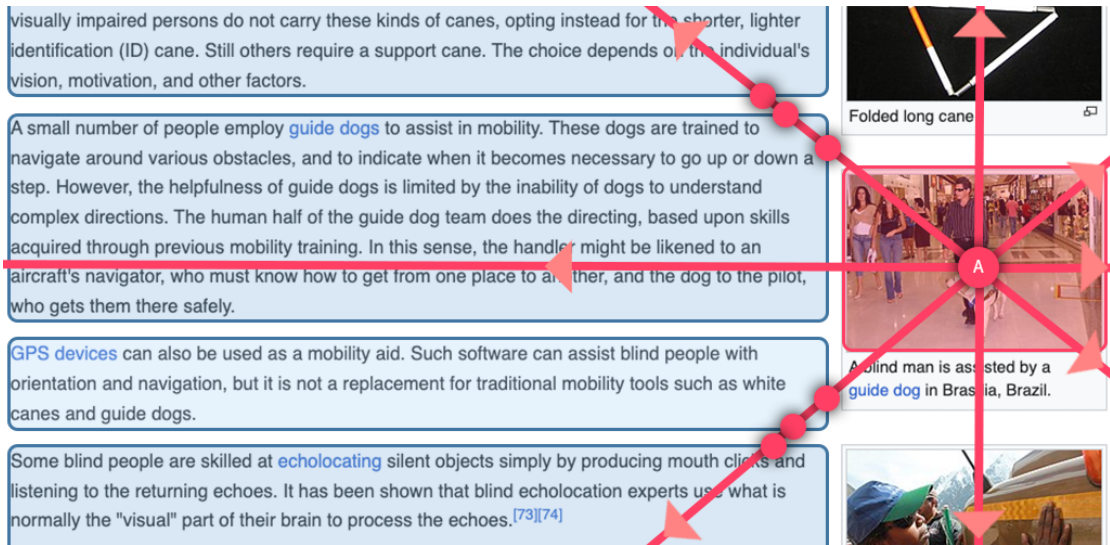 visually impaired persons do not carry these kinds of canes, opting instead for the shorter, lighter
identification (ID) cane. Still others require a support cane. The choice depends on the individual's
vision, motivation, and other factors.
A small number of people employ guide dogs to assist in mobility. These dogs are trained to
navigate around various obstacles, and to indicate when it becomes necessary to go up or down a
step. However, the helpfulness of guide dogs is limited by the inability of dogs to understand
complex directions. The human half of the guide dog team does the directing, based upon skills
acquired through previous mobility training. In this sense, the handler might be likened to an
aircraft's navigator, who must know how to get from one place to another, and the dog to the pilot,
who gets them there safely.
GPS devices can also be used as a mobility aid. Such software can assist blind people with
orientation and navigation, but it is not a replacement for traditional mobility tools such as white
canes and guide dogs.
Some blind people are skilled at echolocating silent objects simply by producing mouth clicks and
listening to the returning echoes. It has been shown that blind echolocation experts use what is
normally the "visual" part of their brain to process the echoes.[73][74]
Folded long cane
A
A blind man is assisted by a
guide dog in Brasília, Brazil.